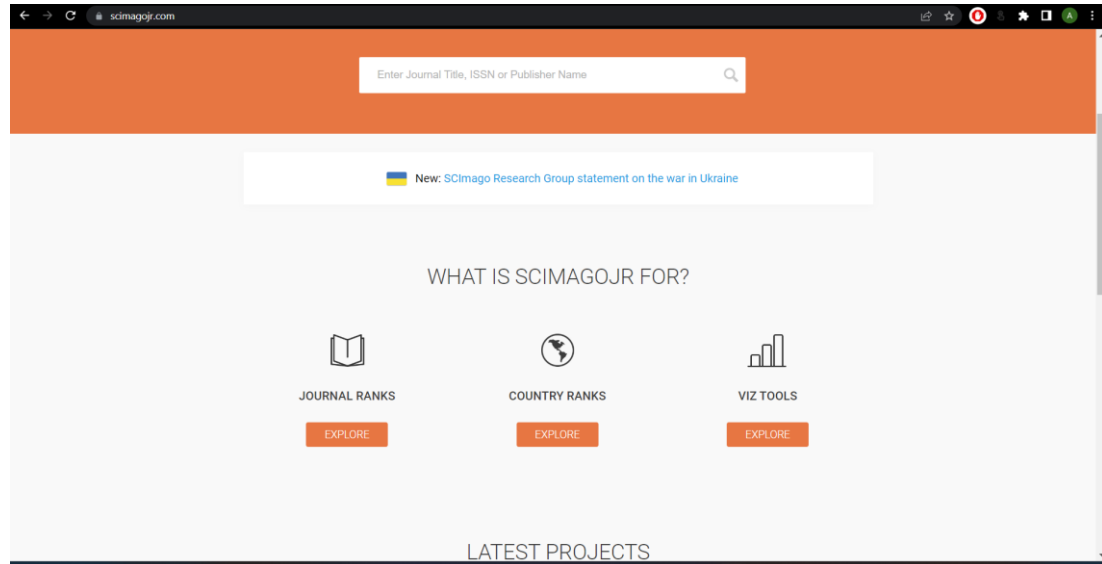 scimagojr.com
A
Enter Journal Title, ISSN or Publisher Name
New: SCImago Research Group statement on the war in Ukraine
WHAT IS SCIMAGOJR FOR?
JOURNAL RANKS
COUNTRY RANKS
VIZ TOOLS
EXPLORE
EXPLORE
EXPLORE
LATEST PROJECTS